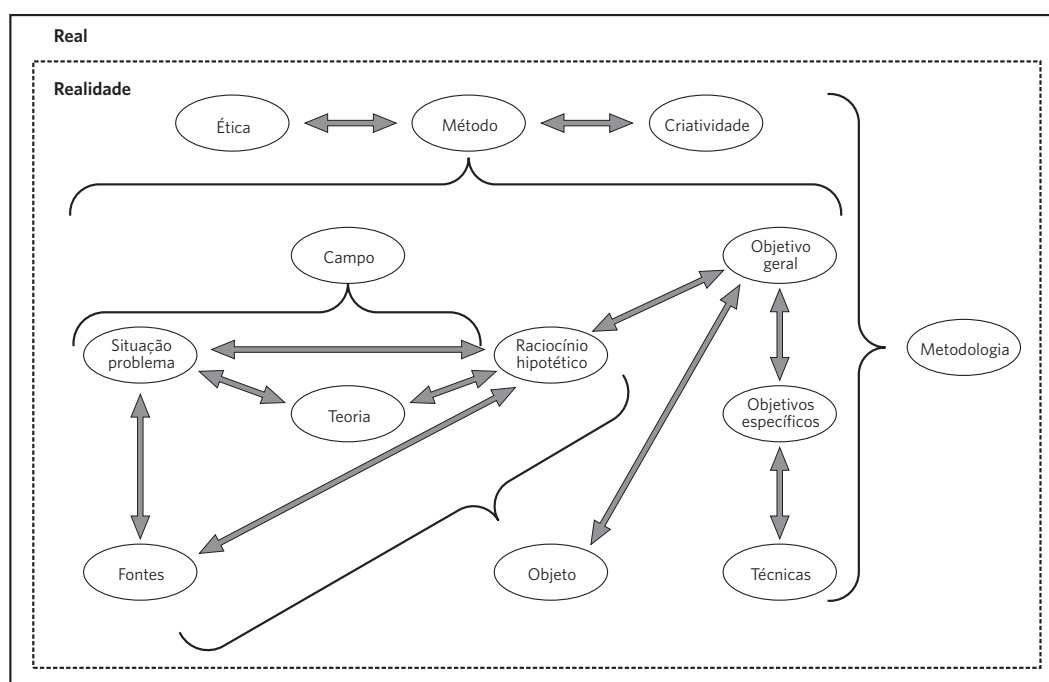 Real
Realidade
Ética
Método
Criatividade
Campo
Objetivo
geral
Situação
problema
Raciocínio
hipotético
Metodologia
Teoria
Objetivos
específicos
Fontes
Objeto
Técnicas